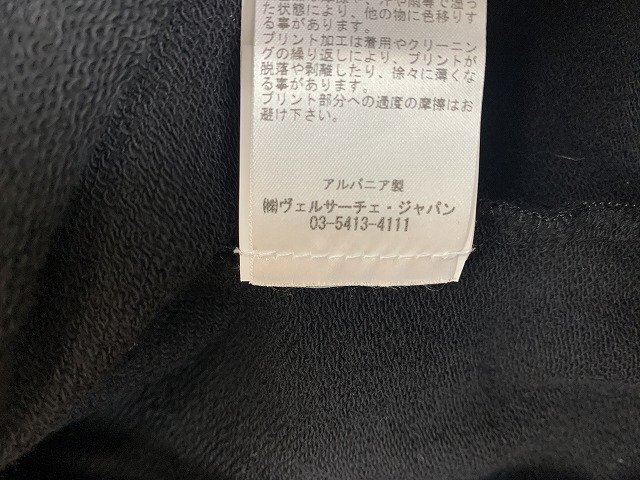 た状態により、他の物に色移りす
る事があります。
プリント加工は着用やクリーニン
グの繰り返しにより、プリントが
脱落や剥離したり、徐々に薄くな
る事があります。
プリント部分への過度の摩擦はお
避け下さい。
アルバニア製
㈱ヴェルサーチェ・ジャパン
03-5413-4111